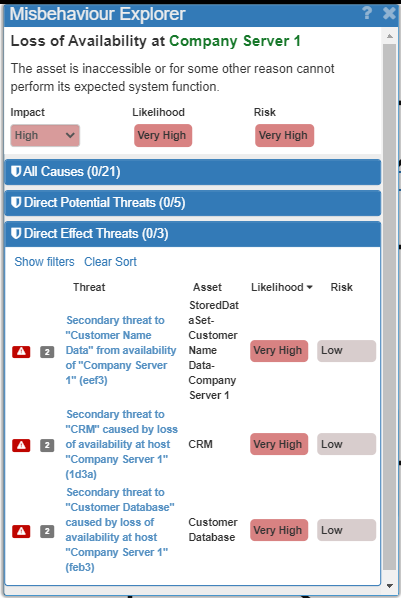 Misbehaviour Explorer ? ✖
Loss of Availability at Company Server 1
The asset is inaccessible or for some other reason cannot
perform its expected system function.
Impact Likelihood Risk
High Very High Very High
All Causes (0/21)
Direct Potential Threats (0/5)
Direct Effect Threats (0/3)
Show filters Clear Sort
Threat Asset Likelihood Risk
2
Secondary threat to
"Customer Name
Data" from availability
of "Company Server
1" (eef3)
StoredDat
aSet-
Customer
Name
Data-
Company
Server 1
Very High
Low
2
Secondary threat to
"CRM" caused by loss
of availability at host
"Company Server 1"
(1d3a)
CRM
Very High
Low
2
Secondary threat to
"Customer Database"
caused by loss of
availability at host
"Company Server 1"
(feb3)
Customer
Database
Very High
Low